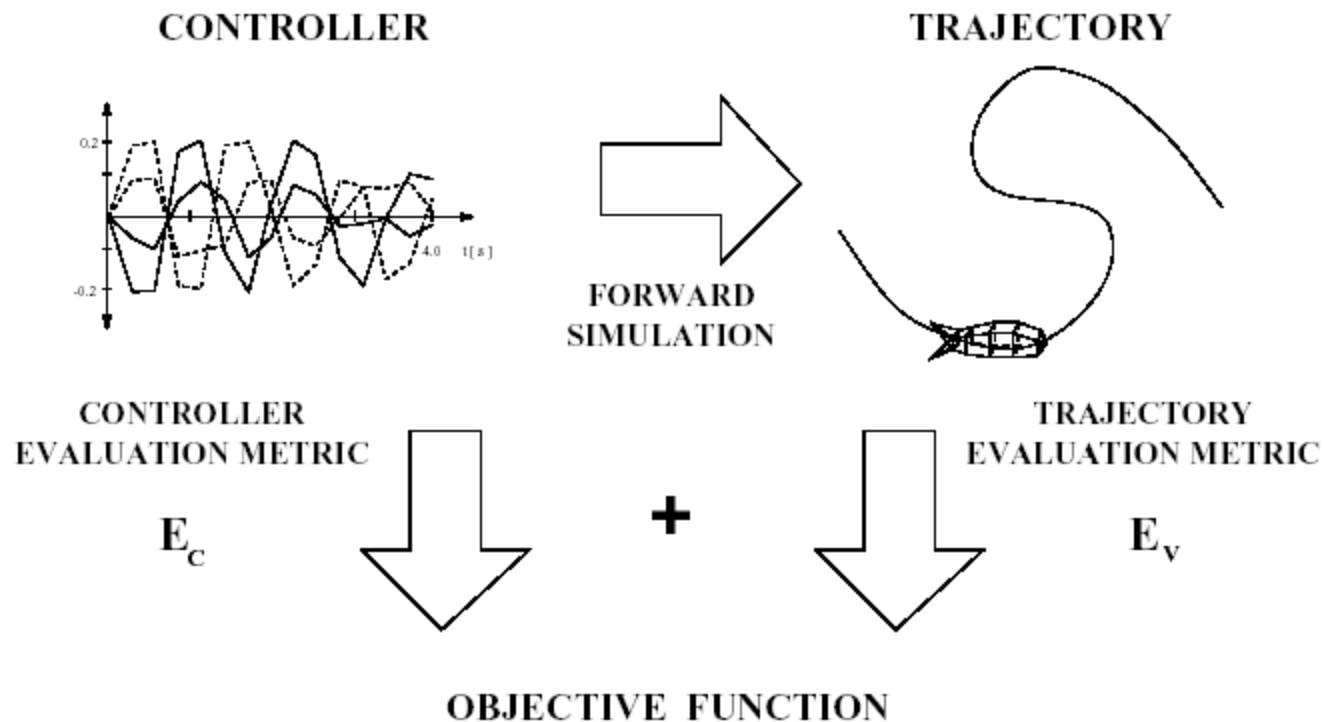 CONTROLLER
TRAJECTORY
0.2
-0.2
4.0
t[s]
FORWARD
SIMULATION
CONTROLLER
EVALUATION METRIC
TRAJECTORY
EVALUATION METRIC
E_C
+
E_v
OBJECTIVE FUNCTION